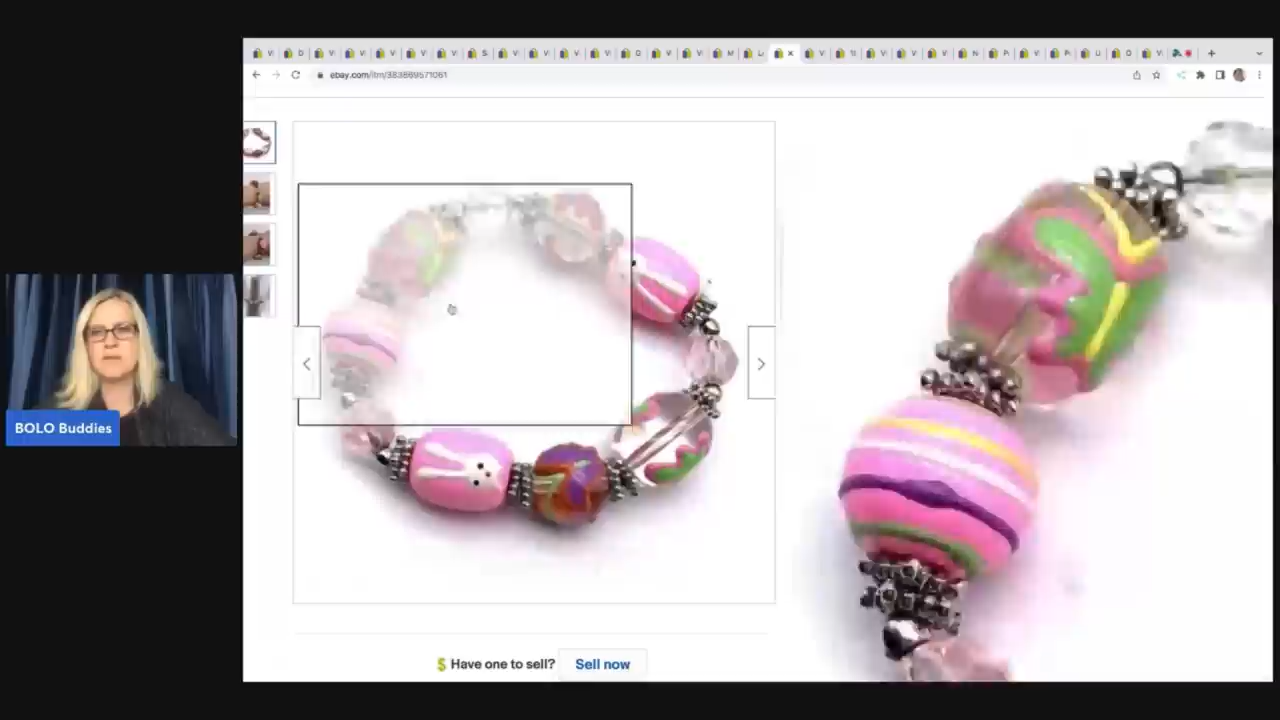 ebay.com/itm/383869571061
BOLO Buddies
$ Have one to sell? Sell now